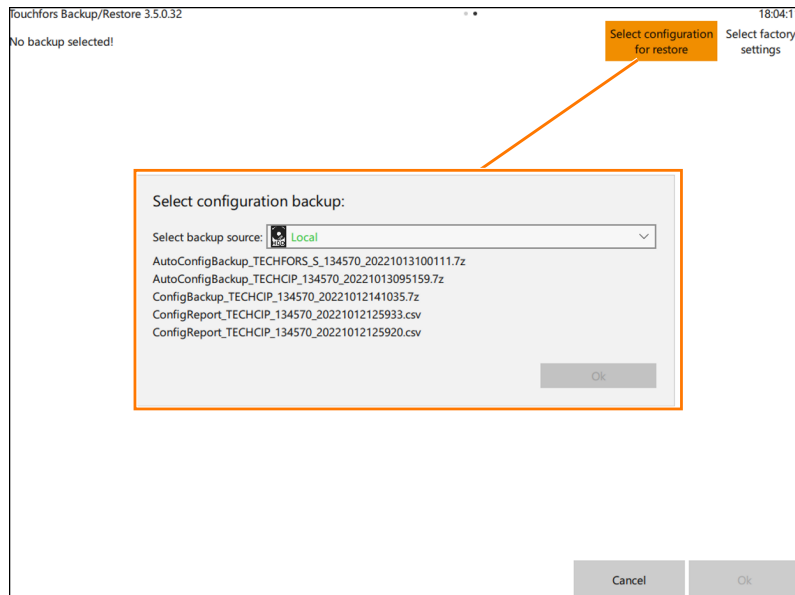 Touchfors Backup/Restore 3.5.0.32
18:04:1
No backup selected!
Select configuration
for restore
Select factory
settings
Select configuration backup:
Select backup source:
HDD
Local
AutoConfigBackup_TECHFORS_S_134570_20221013100111.7z
AutoConfigBackup_TECHCIP_134570_20221013095159.7z
ConfigBackup_TECHCIP_134570_20221012141035.7z
ConfigReport_TECHCIP_134570_20221012125933.csv
ConfigReport_TECHCIP_134570_20221012125920.csv
Ok
Cancel
Ok